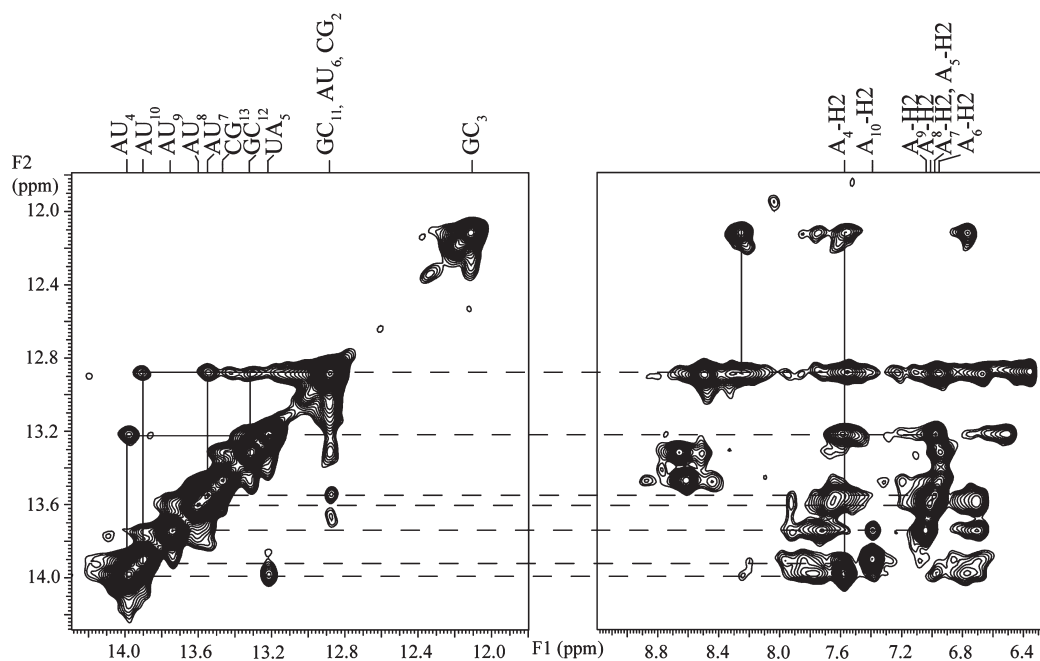 AU4
AU10
AU9
AU8
AU7
CG13
GC12
UA5
GC11, AU6, CG2
GC3
A4-H2
A10-H2
A9-H2
A8-H2, A5-H2
A7-H2
A6-H2
F2
(ppm)
12.0
12.4
12.8
13.2
13.6
14.0
14.0 13.6 13.2 12.8 12.4 12.0 F1 (ppm) 8.8 8.4 8.0 7.6 7.2 6.8 6.4